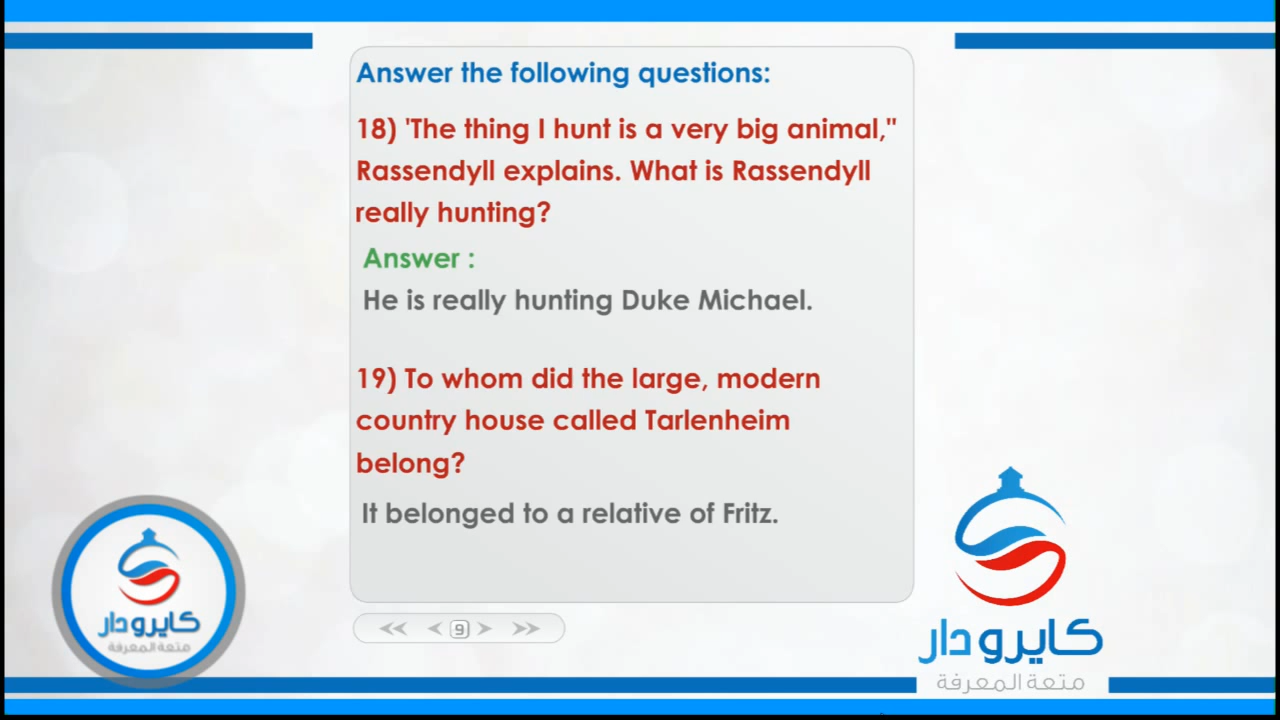 Answer the following questions:
18) 'The thing I hunt is a very big animal,"
Rassendyll explains. What is Rassendyll
really hunting?
Answer :
He is really hunting Duke Michael.
19) To whom did the large, modern
country house called Tarlenheim
belong?
It belonged to a relative of Fritz.
9
كايرو دار
متعة المعرفة
كايرو دار
متعة المعرفة